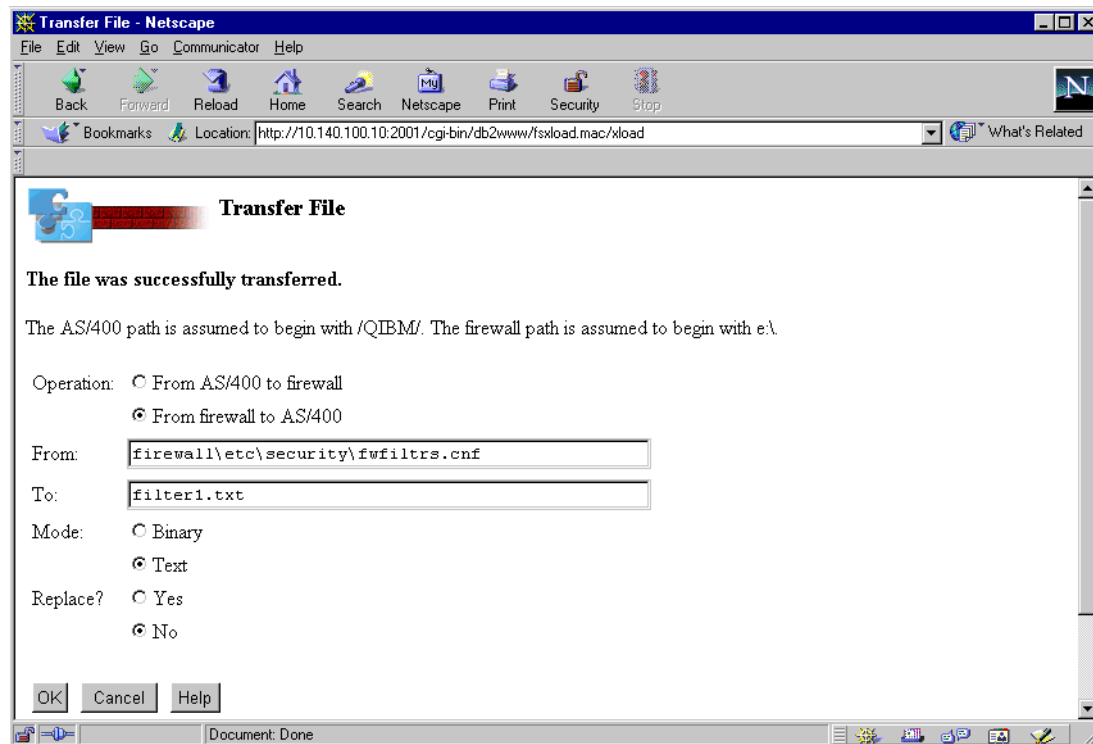 Transfer File - Netscape
File Edit View Go Communicator Help
Back Forward Reload Home Search Netscape Print Security Stop
My
N
Bookmarks Location: http://10.140.100.10:2001/cgi-bin/db2www/fsxload.mac/xload What's Related
Transfer File
The file was successfully transferred.
The AS/400 path is assumed to begin with /QIBM/. The firewall path is assumed to begin with e:\.
Operation: From AS/400 to firewall
From firewall to AS/400
From: firewall\etc\security\fwfiltrs.cnf
To: filter1.txt
Mode: Binary
Text
Replace? Yes
No
OK Cancel Help
Document: Done